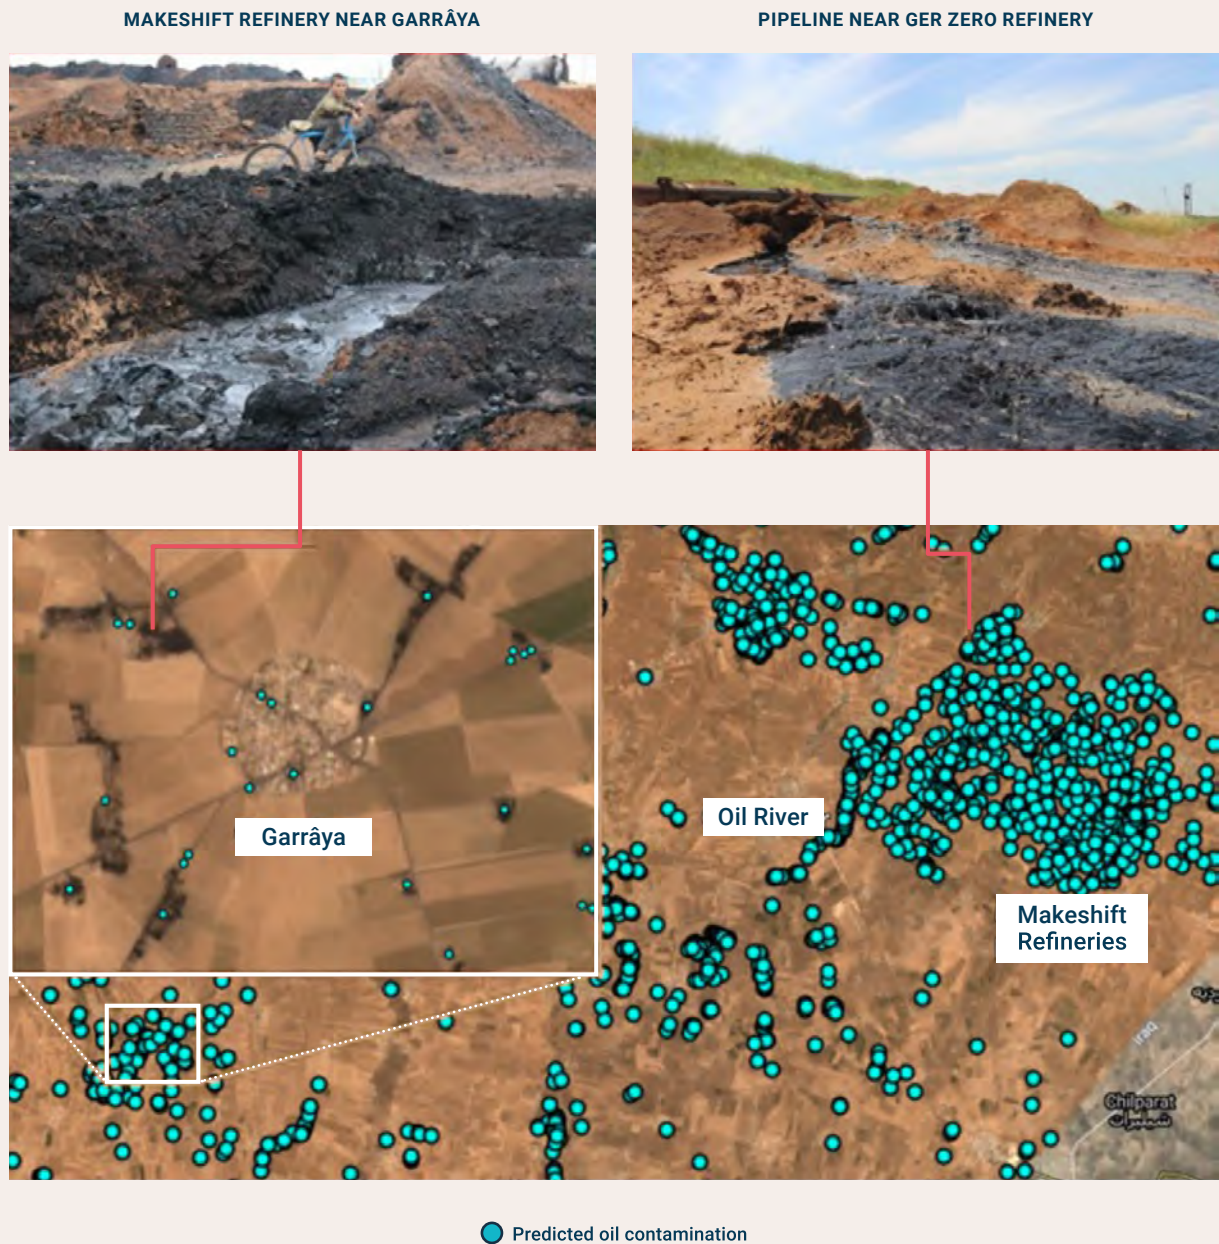 MAKESHIFT REFINERY NEAR GARRÂYA
PIPELINE NEAR GER ZERO REFINERY
Garrâya
Oil River
Makeshift
Refineries
Iraq
Chilparat
Predicted oil contamination